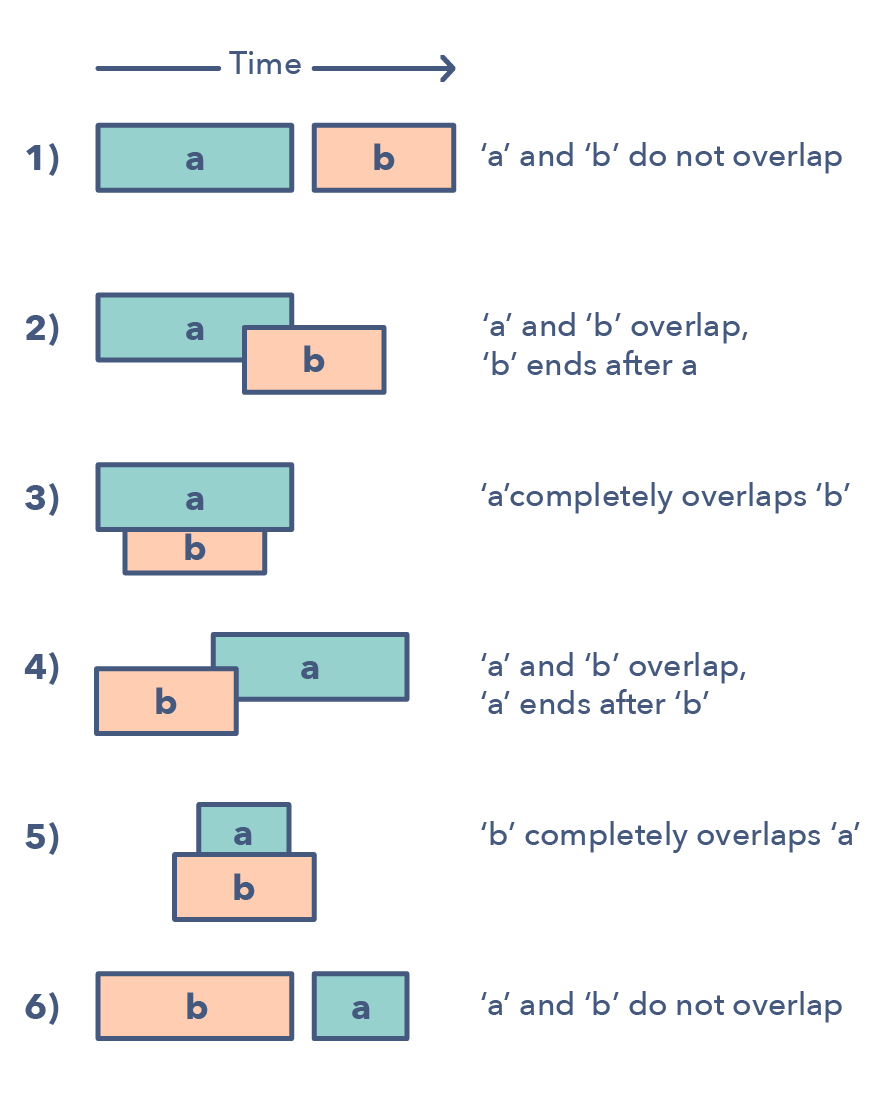 Time
1) a b ‘a’ and ‘b’ do not overlap
2) a b ‘a’ and ‘b’ overlap,
‘b’ ends after a
3) a b ‘a’completely overlaps ‘b’
4) a b ‘a’ and ‘b’ overlap,
‘a’ ends after ‘b’
5) a b ‘b’ completely overlaps ‘a’
6) b a ‘a’ and ‘b’ do not overlap